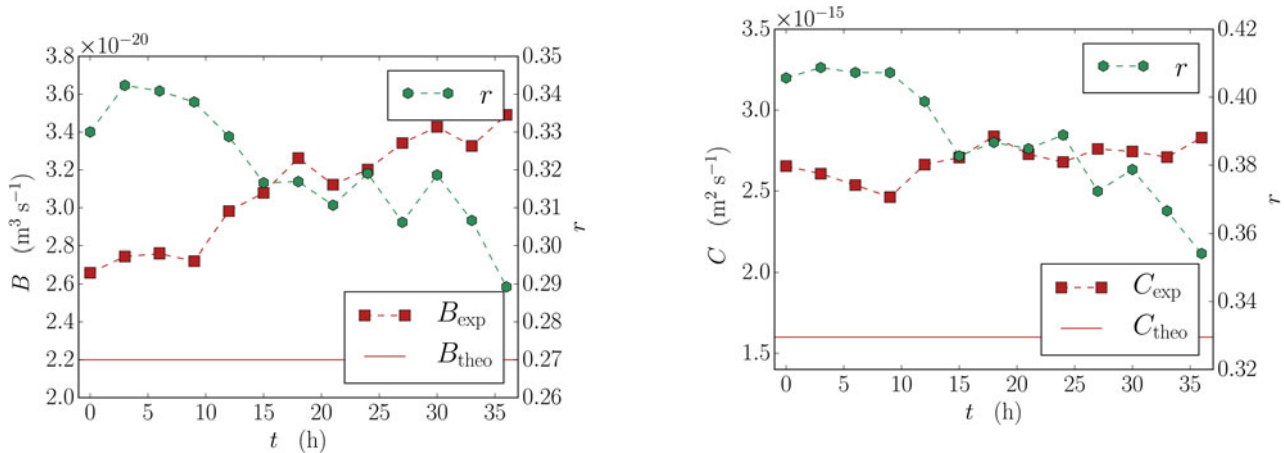 ×10⁻²⁰
3.8
3.6
3.4
3.2
3.0
2.8
2.6
2.4
2.2
2.0
B (m³ s⁻¹)
0.35
0.34
0.33
0.32
0.31
0.30
0.29
0.28
0.27
0.26
r
r
B_exp
B_theo
0 5 10 15 20 25 30 35
t (h)
×10⁻¹⁵
3.5
3.0
2.5
2.0
1.5
C (m² s⁻¹)
0.42
0.40
0.38
0.36
0.34
0.32
r
r
C_exp
C_theo
0 5 10 15 20 25 30 35
t (h)